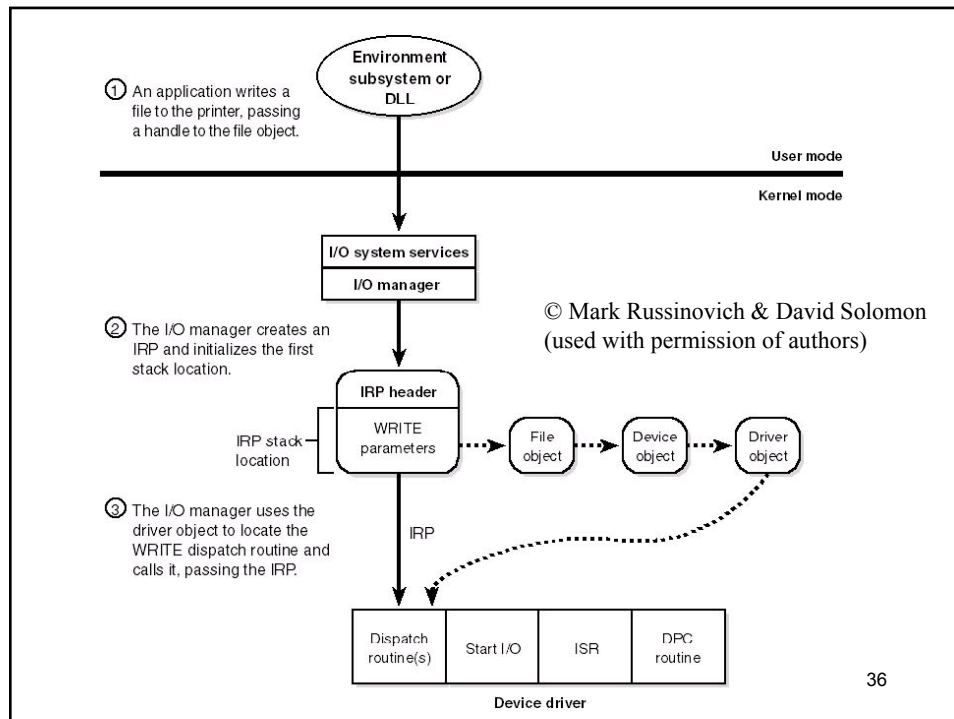 Environment
subsystem or
DLL
① An application writes a
file to the printer, passing
a handle to the file object.
User mode
Kernel mode
I/O system services
I/O manager
© Mark Russinovich & David Solomon
(used with permission of authors)
② The I/O manager creates an
IRP and initializes the first
stack location.
IRP header
WRITE
parameters
IRP stack
location
File
object
Device
object
Driver
object
③ The I/O manager uses the
driver object to locate the
WRITE dispatch routine and
calls it, passing the IRP.
IRP
Dispatch
routine(s)
Start I/O
ISR
DPC
routine
Device driver
36